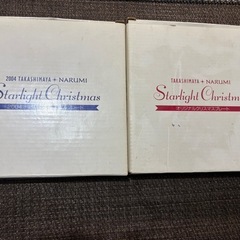 2004 TAKASHIMAYA + NARUMI
Starlight Christmas
TAKASHIMAYA + NARUMI
Starlight Christmas
オリジナルクリスマスプレート